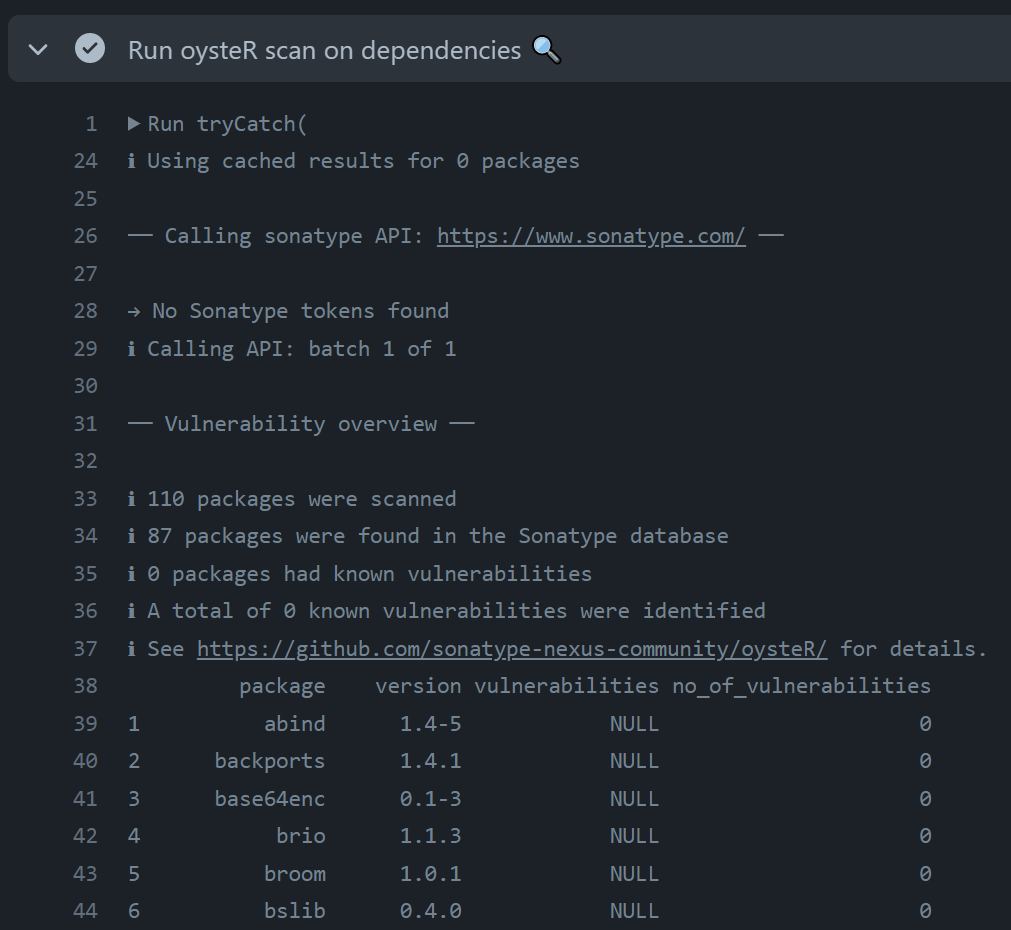 Run oysteR scan on dependencies 🔍
1 ▶ Run tryCatch(
24 ℹ Using cached results for 0 packages
25
26 ── Calling sonatype API: https://www.sonatype.com/ ──
27
28 → No Sonatype tokens found
29 ℹ Calling API: batch 1 of 1
30
31 ── Vulnerability overview ──
32
33 ℹ 110 packages were scanned
34 ℹ 87 packages were found in the Sonatype database
35 ℹ 0 packages had known vulnerabilities
36 ℹ A total of 0 known vulnerabilities were identified
37 ℹ See https://github.com/sonatype-nexus-community/oysteR/ for details.
38 package version vulnerabilities no_of_vulnerabilities
39 1 abind 1.4-5 NULL 0
40 2 backports 1.4.1 NULL 0
41 3 base64enc 0.1-3 NULL 0
42 4 brio 1.1.3 NULL 0
43 5 broom 1.0.1 NULL 0
44 6 bslib 0.4.0 NULL 0